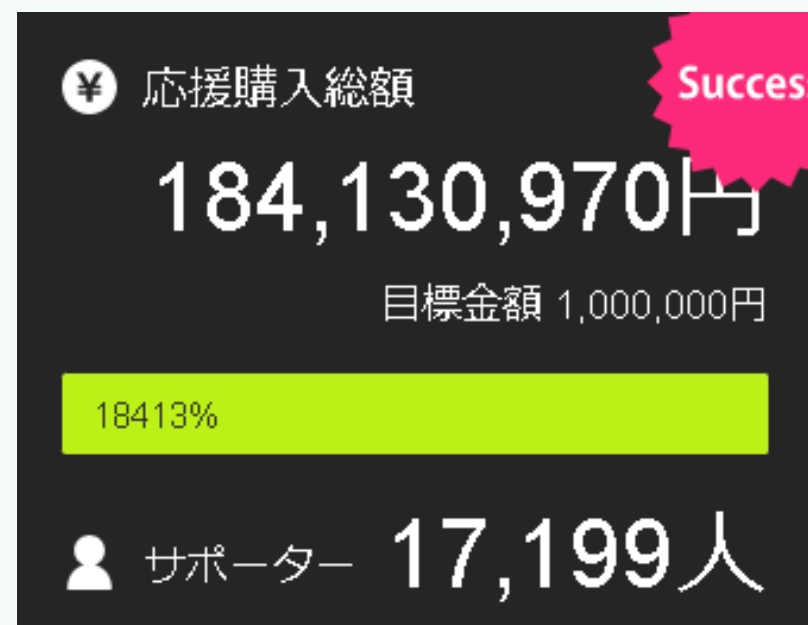 ¥ 応援購入総額
Succes
184,130,970円
目標金額 1,000,000円
18413%
サポーター 17,199人